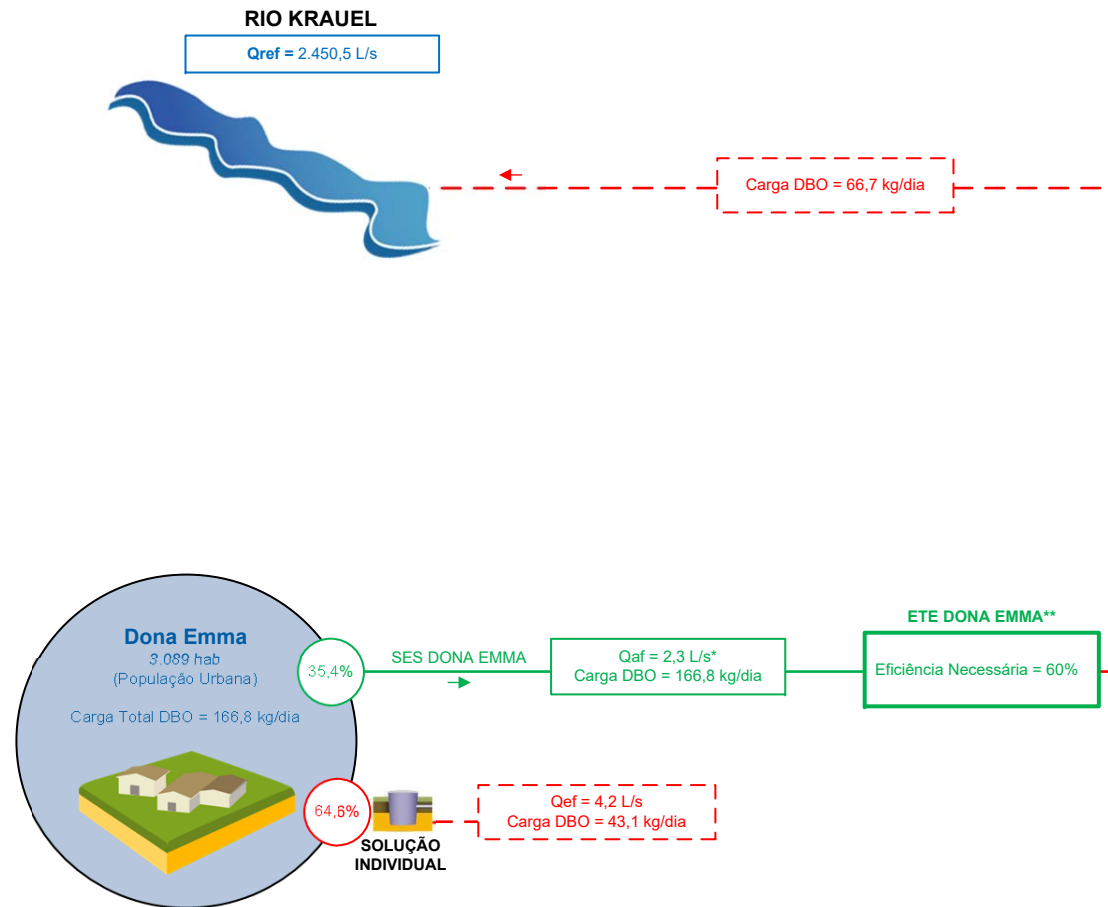 RIO KRAUEL
Qref = 2.450,5 L/s
Carga DBO = 66,7 kg/dia
Dona Emma
3.089 hab
(População Urbana)
Carga Total DBO = 166,8 kg/dia
35,4%
SES DONA EMMA
Qaf = 2,3 L/s*
Carga DBO = 166,8 kg/dia
ETE DONA EMMA**
Eficiência Necessária = 60%
64,6%
SOLUÇÃO
INDIVIDUAL
Qef = 4,2 L/s
Carga DBO = 43,1 kg/dia